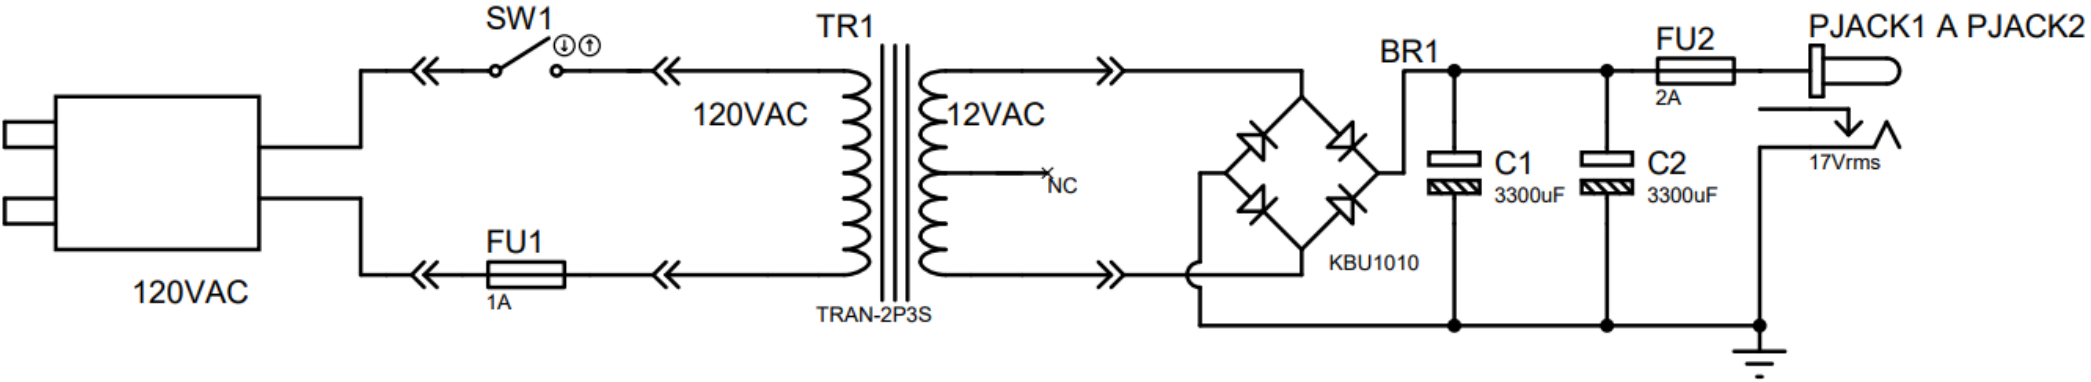 SW1
TR1
BR1
FU2
PJACK1 A PJACK2
2A
120VAC
12VAC
NC
C1
3300uF
C2
3300uF
17Vrms
FU1
1A
KBU1010
120VAC
TRAN-2P3S